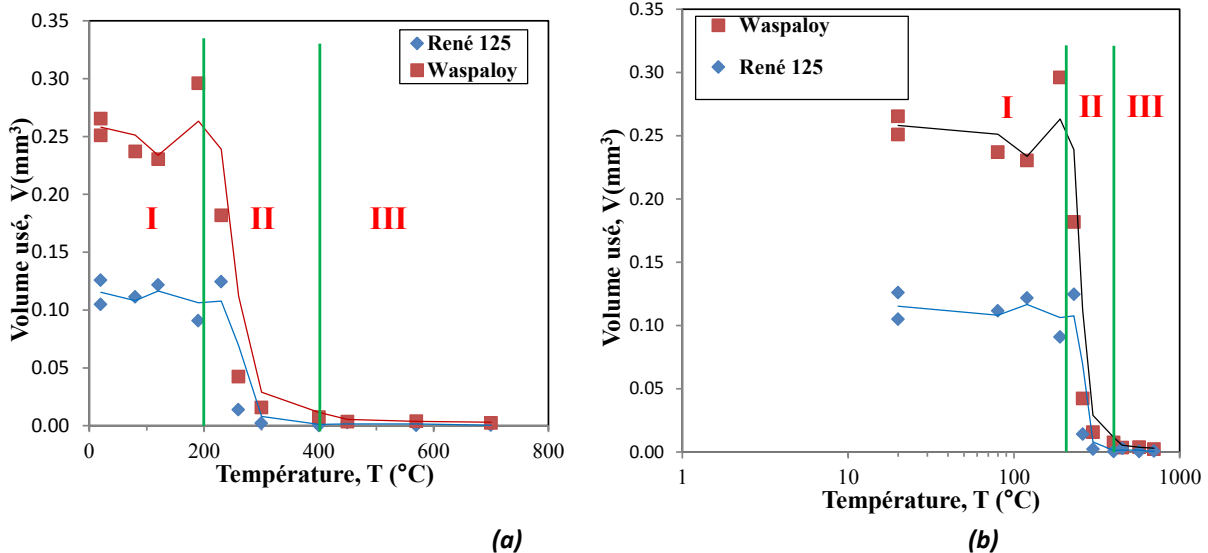 René 125
Waspaloy
0.35
0.30
0.25
0.20
0.15
0.10
0.05
0.00
Volume usé, V(mm³)
I
II
III
0
200
400
600
800
Température, T (°C)
(a)
Waspaloy
René 125
0.35
0.30
0.25
0.20
0.15
0.10
0.05
0.00
Volume usé, V(mm³)
I
II
III
1
10
100
1000
Température, T (°C)
(b)